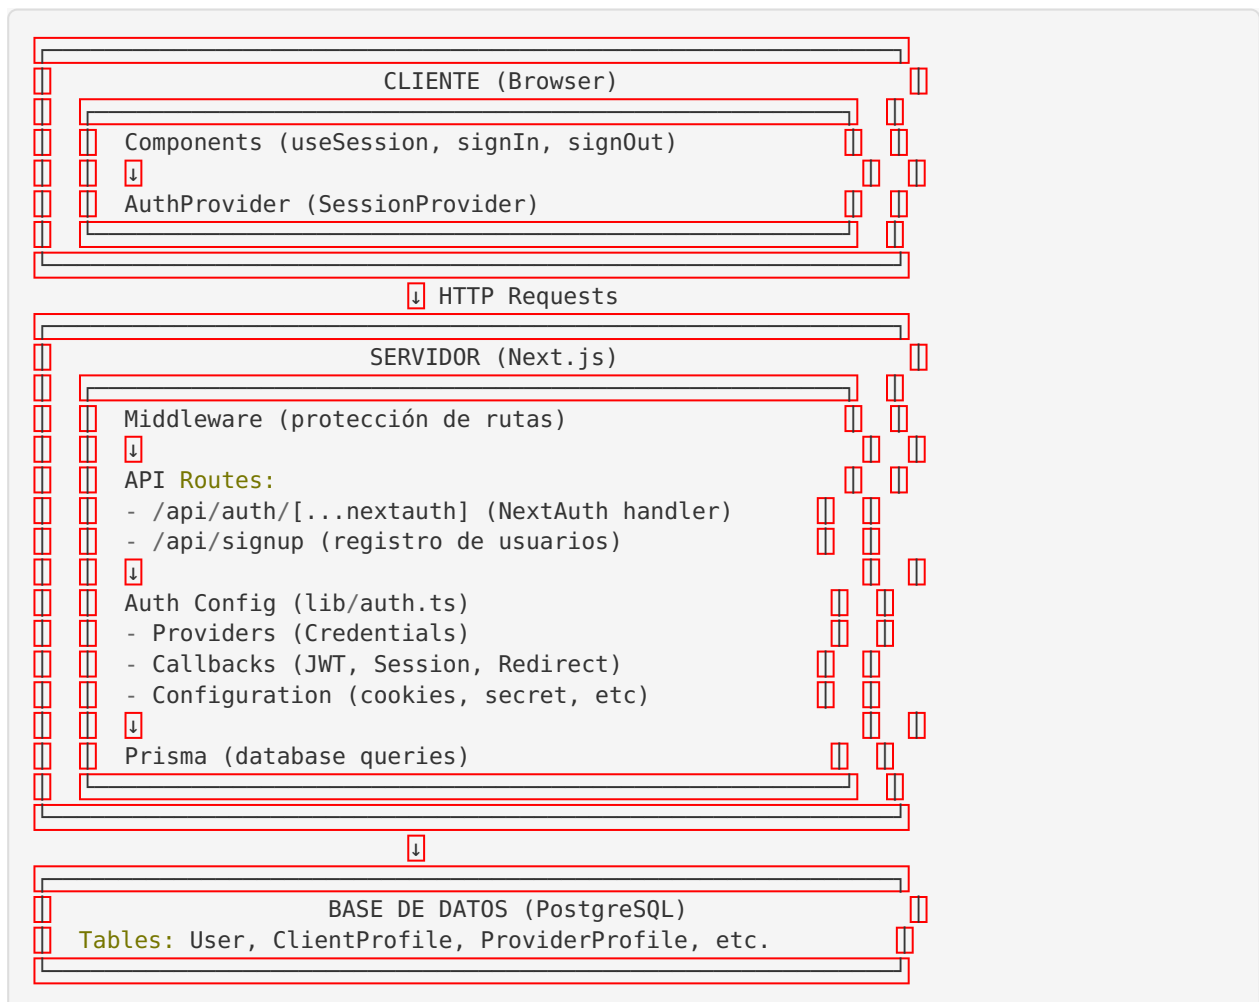 CLIENTE (Browser)
Components (useSession, signIn, signOut)
↓
AuthProvider (SessionProvider)
↓ HTTP Requests
SERVIDOR (Next.js)
Middleware (protección de rutas)
↓
API Routes:
- /api/auth/[...nextauth] (NextAuth handler)
- /api/signup (registro de usuarios)
↓
Auth Config (lib/auth.ts)
- Providers (Credentials)
- Callbacks (JWT, Session, Redirect)
- Configuration (cookies, secret, etc)
↓
Prisma (database queries)
↓
BASE DE DATOS (PostgreSQL)
Tables: User, ClientProfile, ProviderProfile, etc.